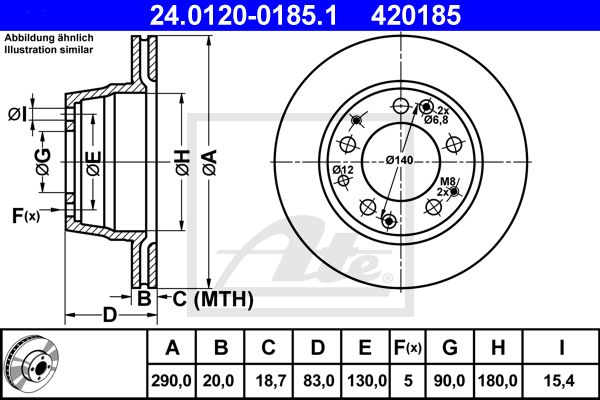 24.0120-0185.1 420185
Abbildung ähnlich
Illustration similar
ØI
ØG
ØE
ØH
ØA
F(x)
B
C (MTH)
D
2x
Ø6,8
Ø140
Ø12
M8
2x
Ate
A B C D E F(x) G H I
290,0 20,0 18,7 83,0 130,0 5 90,0 180,0 15,4